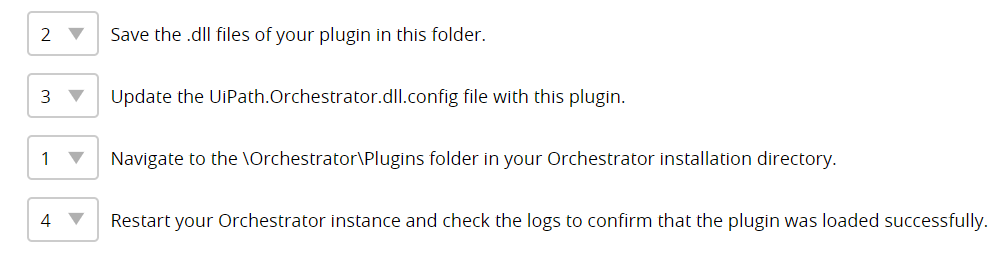 2 Save the .dll files of your plugin in this folder.
3 Update the UiPath.Orchestrator.dll.config file with this plugin.
1 Navigate to the \Orchestrator\Plugins folder in your Orchestrator installation directory.
4 Restart your Orchestrator instance and check the logs to confirm that the plugin was loaded successfully.